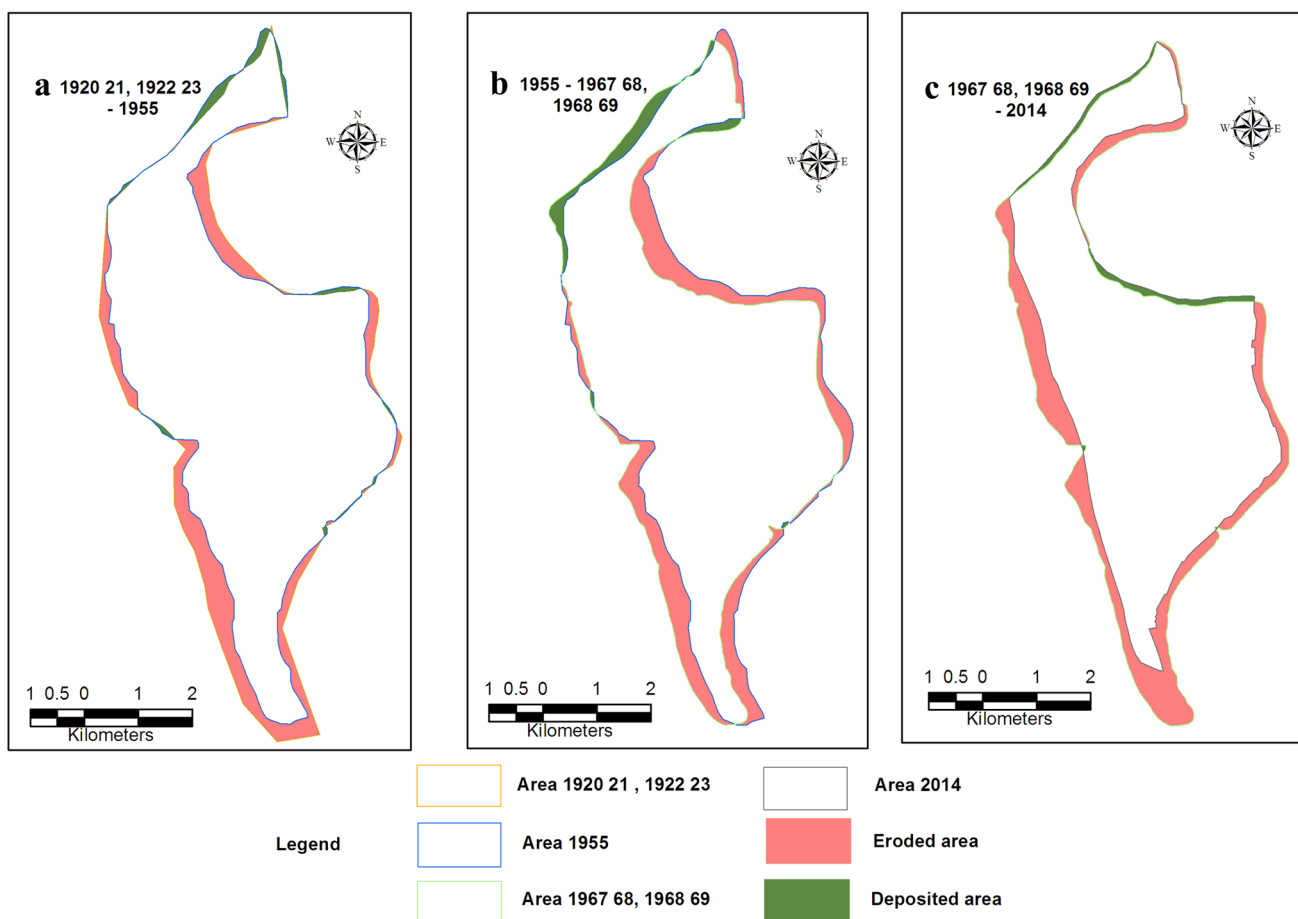 a 1920 21, 1922 23
- 1955
N
W E
S
1 0.5 0 1 2
Kilometers
b 1955 - 1967 68,
1968 69
N
W E
S
1 0.5 0 1 2
Kilometers
c 1967 68, 1968 69
- 2014
N
W E
S
1 0.5 0 1 2
Kilometers
Legend
Area 1920 21 , 1922 23
Area 1955
Area 1967 68, 1968 69
Area 2014
Eroded area
Deposited area